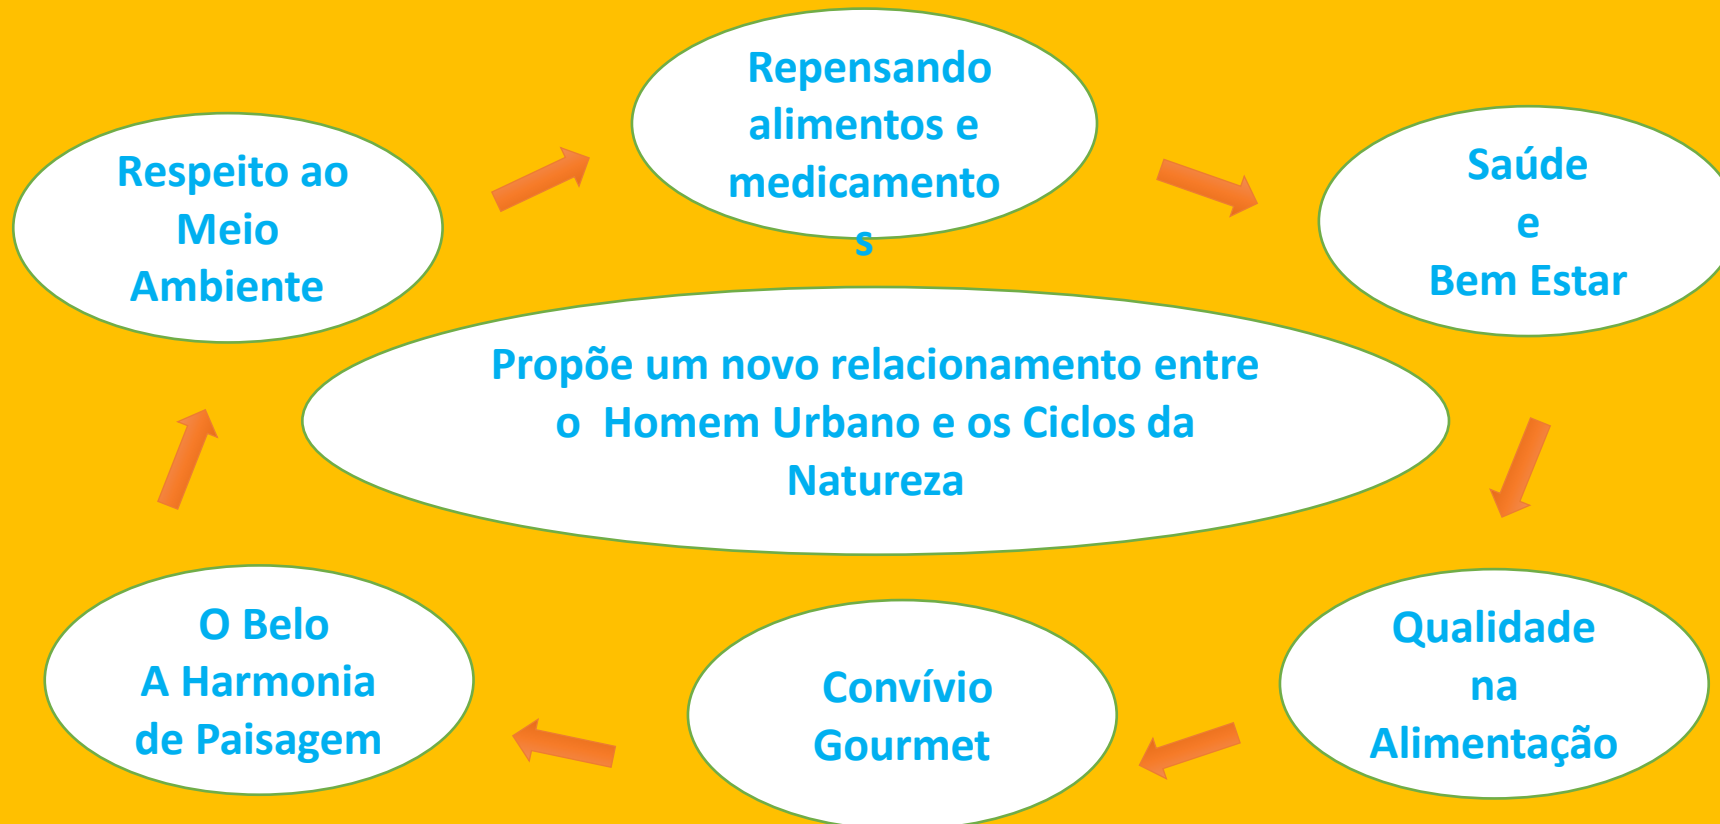 Repensando
alimentos e
medicamento
s
Respeito ao
Meio
Ambiente
Saúde
e
Bem Estar
Propõe um novo relacionamento entre
o Homem Urbano e os Ciclos da
Natureza
O Belo
A Harmonia
de Paisagem
Convívio
Gourmet
Qualidade
na
Alimentação